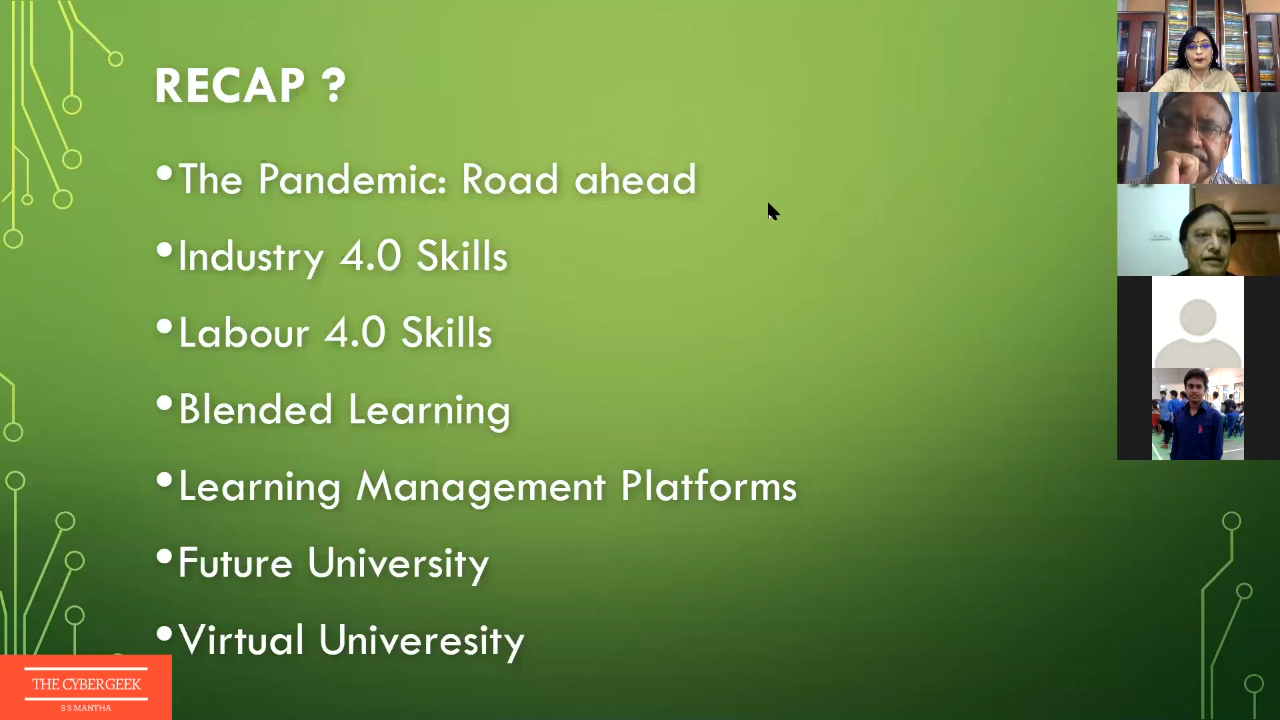 RECAP ?
•The Pandemic: Road ahead
•Industry 4.0 Skills
•Labour 4.0 Skills
•Blended Learning
•Learning Management Platforms
•Future University
•Virtual Univeresity
THE CYBERGEEK
S S MANTHA